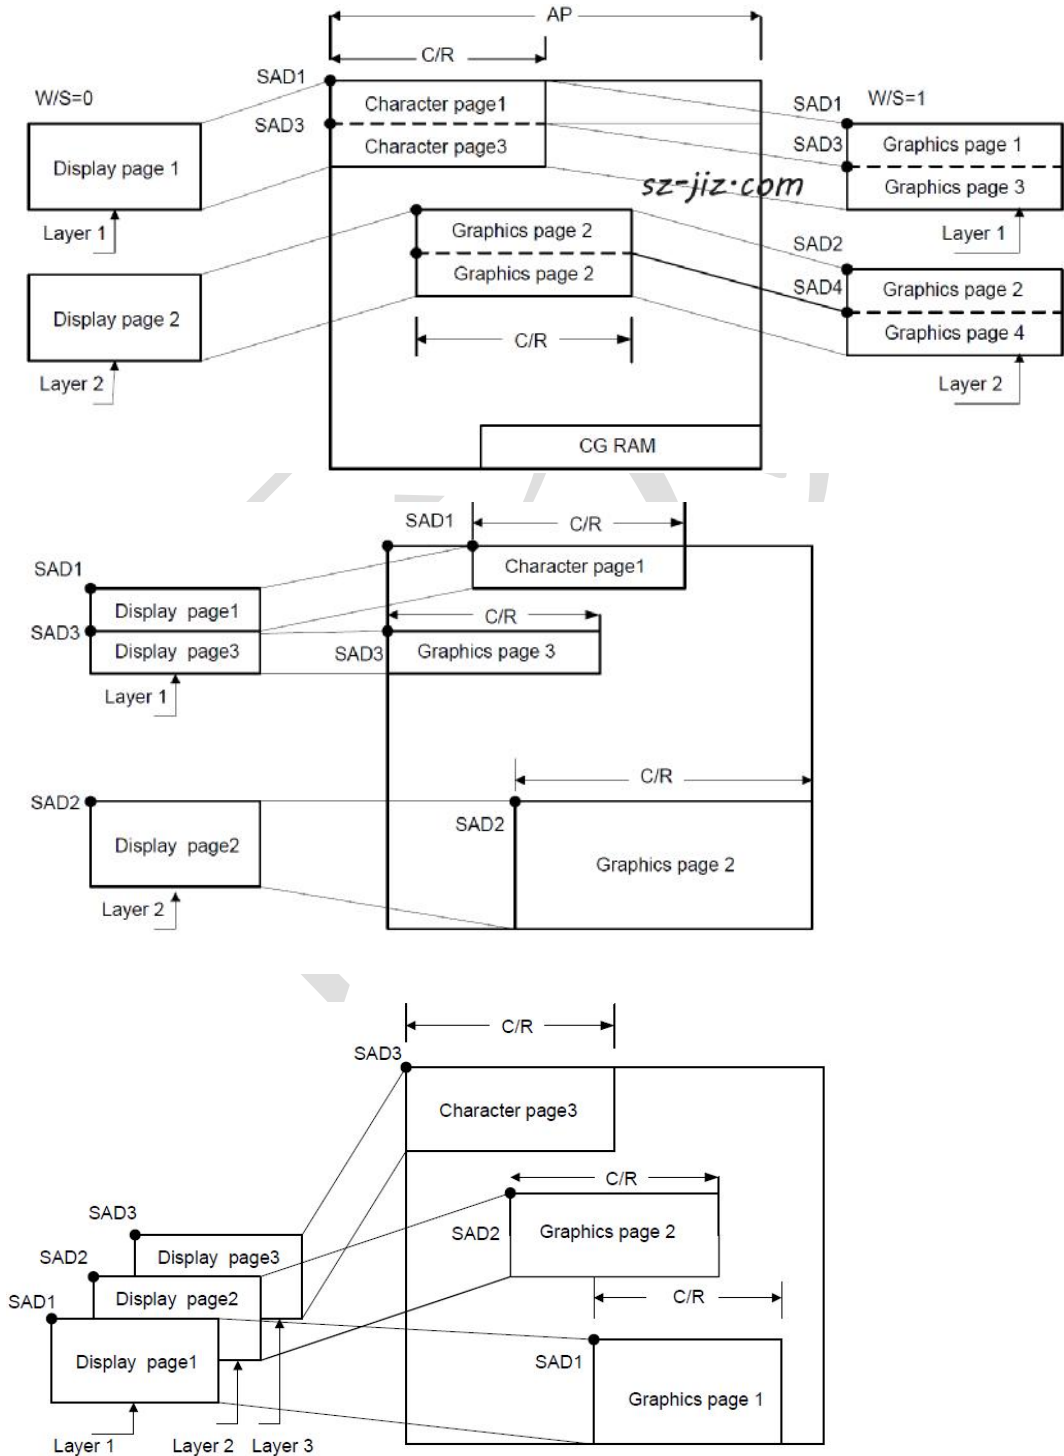 AP
C/R
SAD1
W/S=0
Character page1
SAD1
W/S=1
SAD3
Display page 1
Character page3
SAD3
Graphics page 1
Graphics page 3
sz-jiz.com
Layer 1
Graphics page 2
SAD2
Layer 1
Graphics page 2
SAD4
Graphics page 2
Display page 2
C/R
Graphics page 4
Layer 2
Layer 2
CG RAM
SAD1
C/R
SAD1
Character page1
Display page1
C/R
SAD3
Display page3
SAD3
Graphics page 3
Layer 1
C/R
SAD2
SAD2
Display page2
Graphics page 2
Layer 2
C/R
SAD3
Character page3
C/R
SAD3
SAD2
Graphics page 2
SAD2
Display page3
SAD1
Display page2
C/R
Display page1
SAD1
Graphics page 1
Layer 1
Layer 2
Layer 3